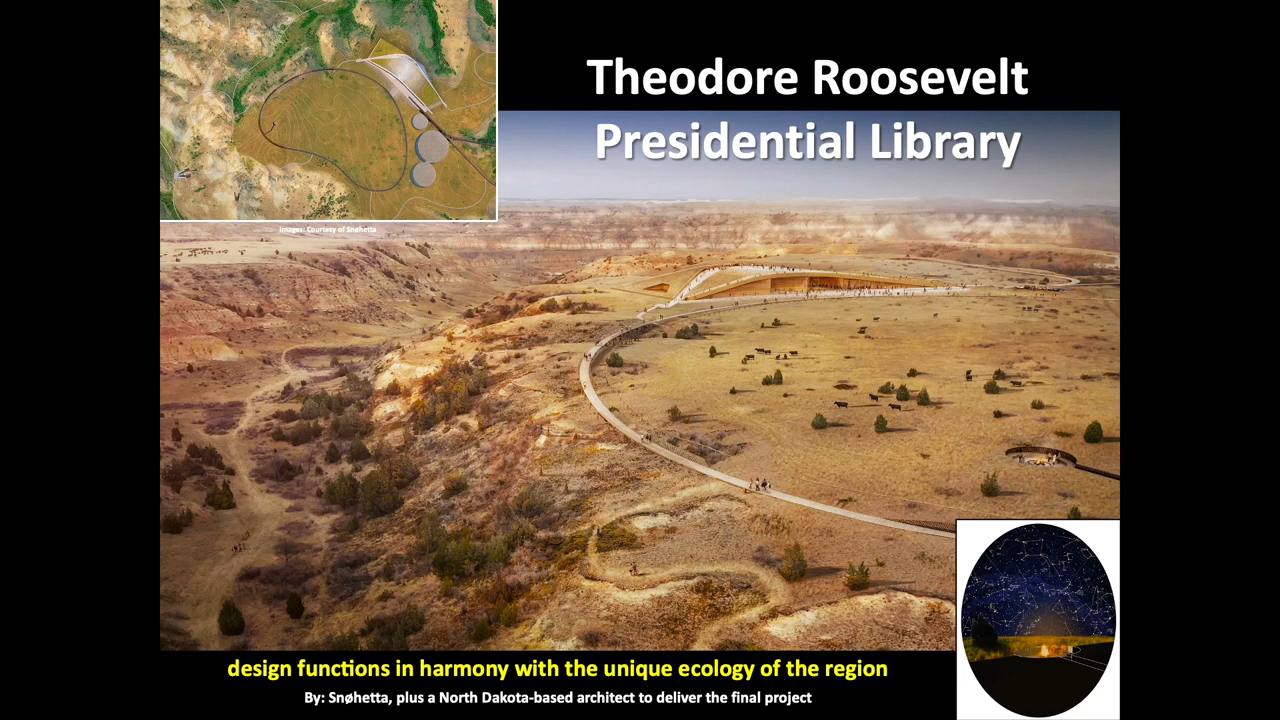 Theodore Roosevelt
Presidential Library
Images: Courtesy of Snøhetta
design functions in harmony with the unique ecology of the region
By: Snøhetta, plus a North Dakota-based architect to deliver the final project